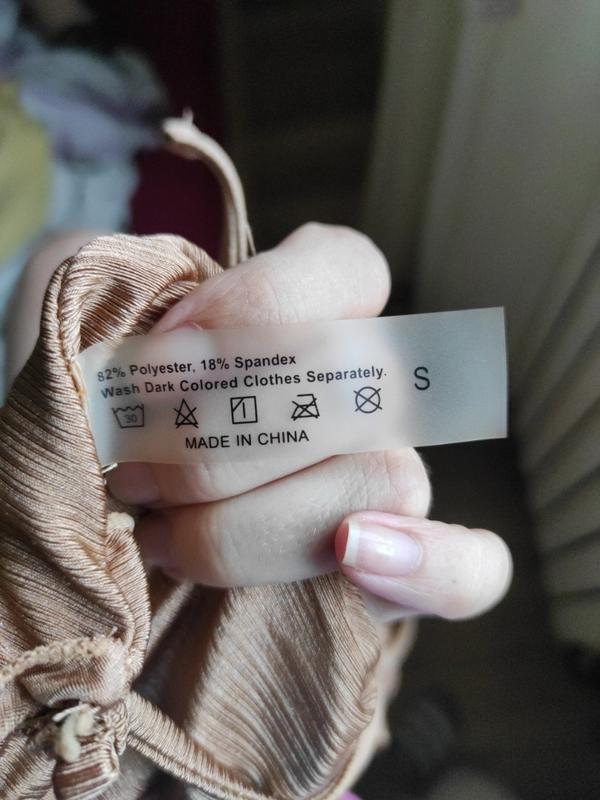 82% Polyester, 18% Spandex
Wash Dark Colored Clothes Separately.
S
30
MADE IN CHINA